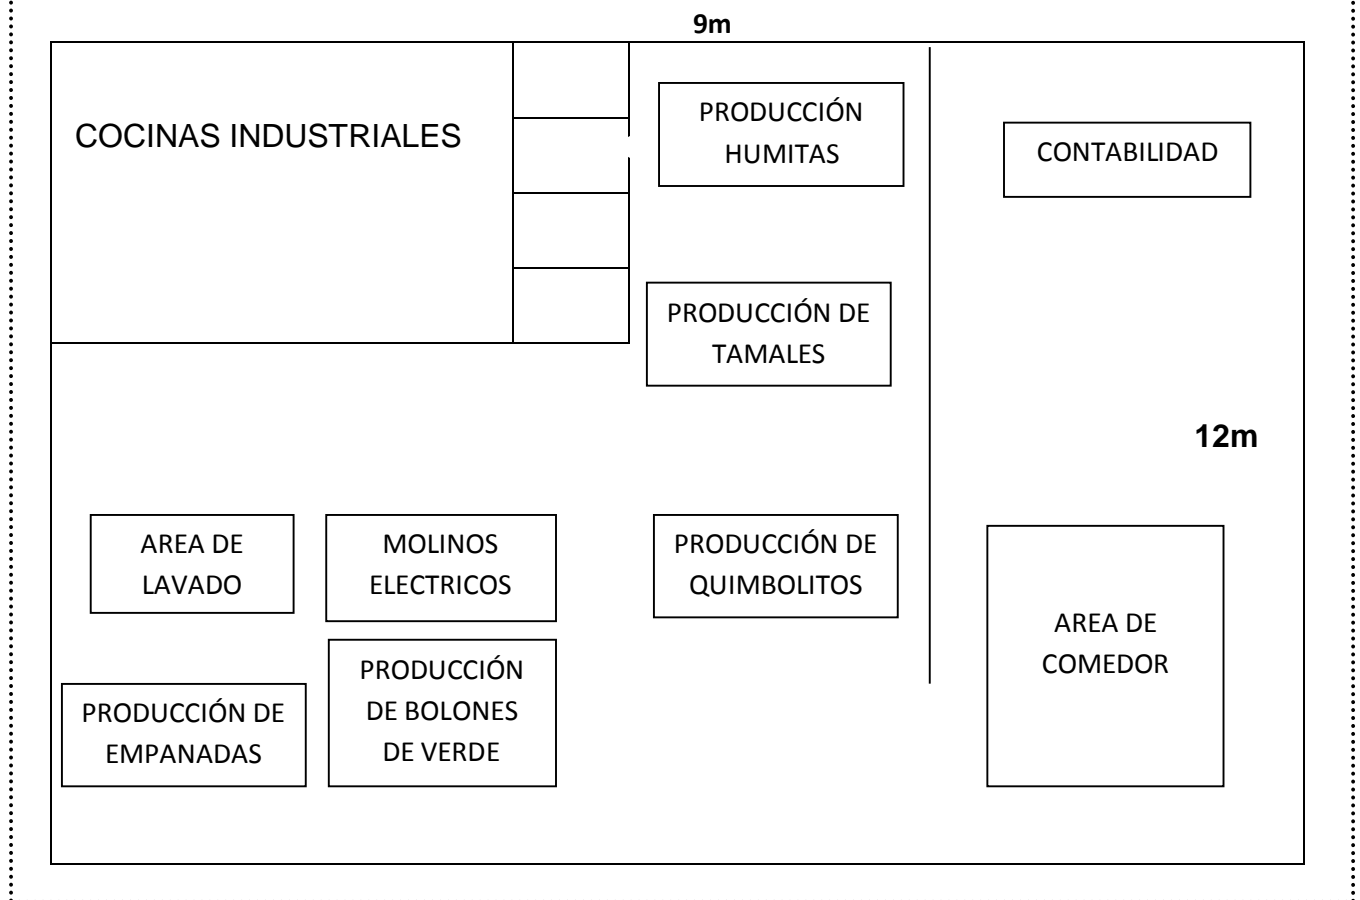 9m
COCINAS INDUSTRIALES
PRODUCCIÓN
HUMITAS
CONTABILIDAD
PRODUCCIÓN DE
TAMALES
12m
AREA DE
LAVADO
MOLINOS
ELECTRICOS
PRODUCCIÓN DE
QUIMBOLITOS
AREA DE
COMEDOR
PRODUCCIÓN DE
EMPANADAS
PRODUCCIÓN
DE BOLONES
DE VERDE